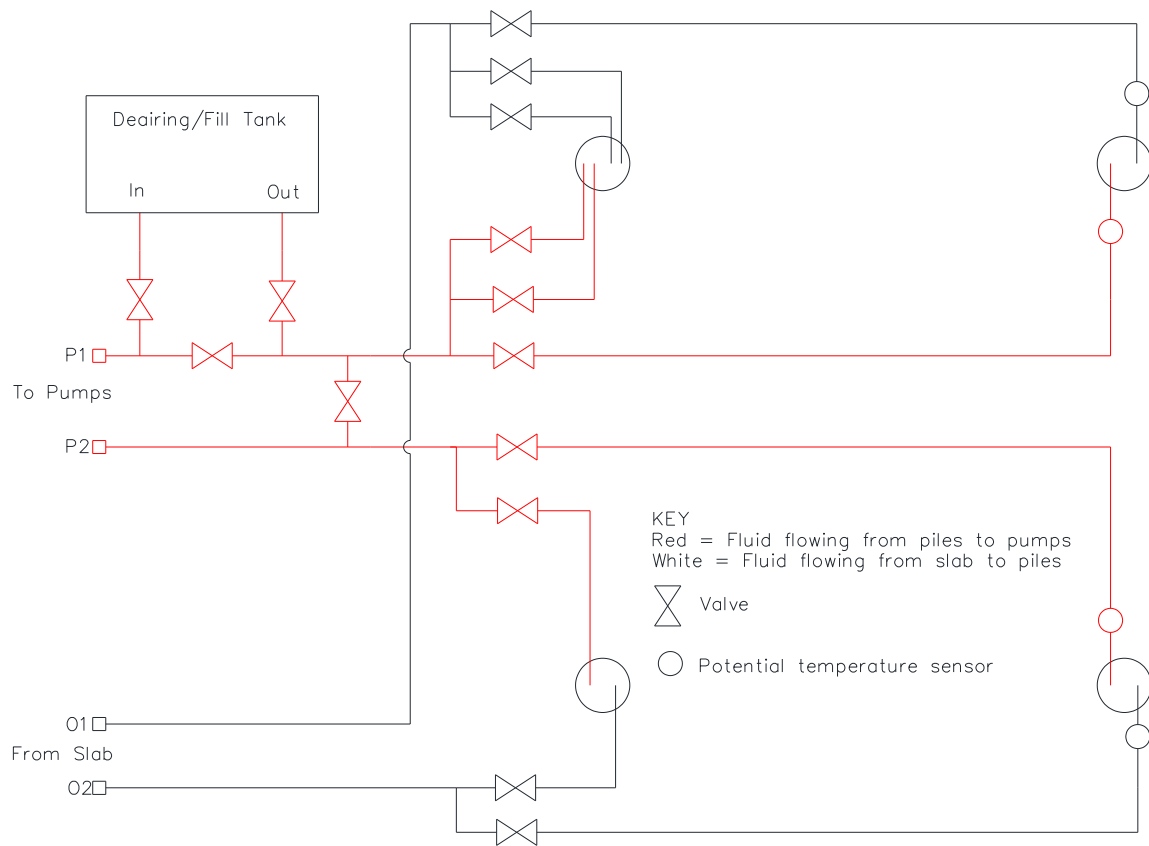 Deairing/Fill Tank
In
Out
P1
To Pumps
P2
KEY
Red = Fluid flowing from piles to pumps
White = Fluid flowing from slab to piles
Valve
Potential temperature sensor
O1
From Slab
O2